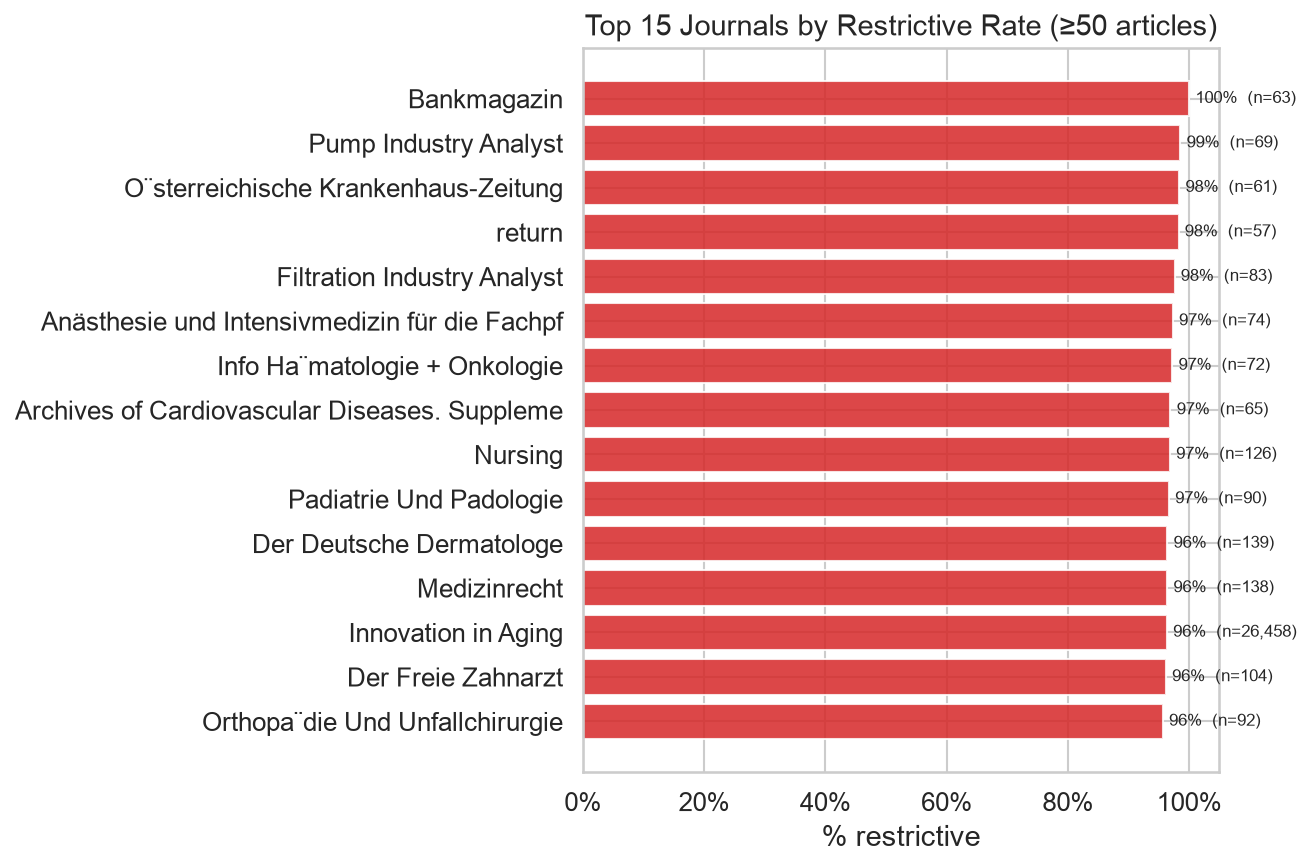 Top 15 Journals by Restrictive Rate (≥50 articles)
Bankmagazin 100% (n=63)
Pump Industry Analyst 99% (n=69)
O¨sterreichische Krankenhaus-Zeitung 98% (n=61)
return 98% (n=57)
Filtration Industry Analyst 98% (n=83)
Anästhesie und Intensivmedizin für die Fachpf 97% (n=74)
Info Ha¨matologie + Onkologie 97% (n=72)
Archives of Cardiovascular Diseases. Suppleme 97% (n=65)
Nursing 97% (n=126)
Padiatrie Und Padologie 97% (n=90)
Der Deutsche Dermatologe 96% (n=139)
Medizinrecht 96% (n=138)
Innovation in Aging 96% (n=26,458)
Der Freie Zahnarzt 96% (n=104)
Orthopa¨die Und Unfallchirurgie 96% (n=92)
0% 20% 40% 60% 80% 100%
% restrictive